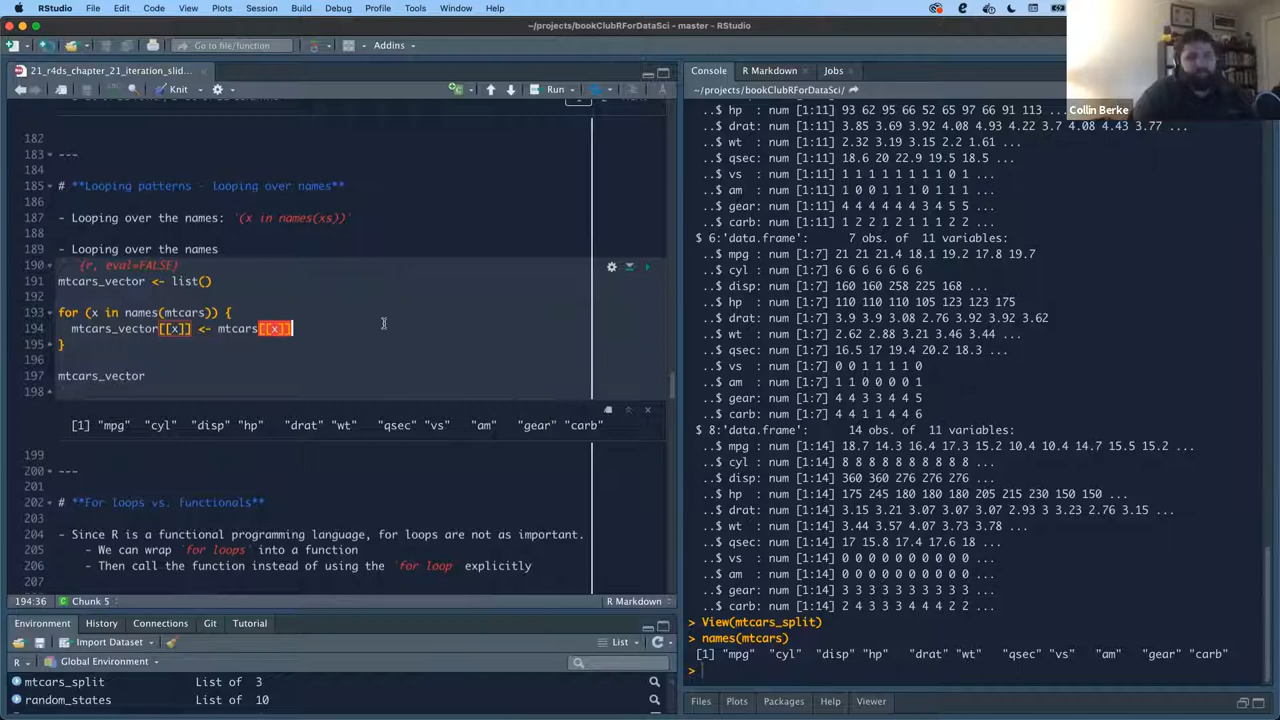 RStudio File Edit Code View Plots Session Build Debug Profile Tools Window Help
~/projects/bookClubRForDataSci - master - RStudio
Go to file/function Addins
21_r4ds_chapter_21_iteration_slid...
Knit Run
182
183 ---
184
185 # **Looping patterns - looping over names**
186
187 - Looping over the names: `(x in names(xs))`
188
189 - Looping over the names
190 {r, eval=FALSE}
191 mtcars_vector <- list()
192
193 for (x in names(mtcars)) {
194 mtcars_vector[[x]] <- mtcars[[x]]
195 }
196
197 mtcars_vector
198
[1] "mpg" "cyl" "disp" "hp" "drat" "wt" "qsec" "vs" "am" "gear" "carb"
199
200 ---
201
202 # **For loops vs. functionals**
203
204 - Since R is a functional programming language, for loops are not as important.
205 - We can wrap `for loops` into a function
206 - Then call the function instead of using the `for loop` explicitly
207
194:36 Chunk 5 R Markdown
Environment History Connections Git Tutorial
Import Dataset List
R Global Environment
mtcars_split List of 3
random_states List of 10
Console R Markdown Jobs
~/projects/bookClubRForDataSci/
..$ hp : num [1:11] 93 62 95 66 52 65 97 66 91 113 ...
..$ drat: num [1:11] 3.85 3.69 3.92 4.08 4.93 4.22 3.7 4.08 4.43 3.77 ...
..$ wt : num [1:11] 2.32 3.19 3.15 2.2 1.61 ...
..$ qsec: num [1:11] 18.6 20 22.9 19.5 18.5 ...
..$ vs : num [1:11] 1 1 1 1 1 1 1 1 0 1 ...
..$ am : num [1:11] 1 0 0 1 1 1 0 1 1 1 ...
..$ gear: num [1:11] 4 4 4 4 4 4 3 4 5 5 ...
..$ carb: num [1:11] 1 2 2 1 2 1 1 1 2 2 ...
$ 6:'data.frame': 7 obs. of 11 variables:
..$ mpg : num [1:7] 21 21 21.4 18.1 19.2 17.8 19.7
..$ cyl : num [1:7] 6 6 6 6 6 6 6
..$ disp: num [1:7] 160 160 258 225 168 ...
..$ hp : num [1:7] 110 110 110 105 123 123 175
..$ drat: num [1:7] 3.9 3.9 3.08 2.76 3.92 3.92 3.62
..$ wt : num [1:7] 2.62 2.88 3.21 3.46 3.44 ...
..$ qsec: num [1:7] 16.5 17 19.4 20.2 18.3 ...
..$ vs : num [1:7] 0 0 1 1 1 1 0
..$ am : num [1:7] 1 1 0 0 0 0 1
..$ gear: num [1:7] 4 4 3 3 4 4 5
..$ carb: num [1:7] 4 4 1 1 4 4 6
$ 8:'data.frame': 14 obs. of 11 variables:
..$ mpg : num [1:14] 18.7 14.3 16.4 17.3 15.2 10.4 10.4 14.7 15.5 15.2 ...
..$ cyl : num [1:14] 8 8 8 8 8 8 8 8 8 8 ...
..$ disp: num [1:14] 360 360 276 276 276 ...
..$ hp : num [1:14] 175 245 180 180 180 205 215 230 150 150 ...
..$ drat: num [1:14] 3.15 3.21 3.07 3.07 3.07 2.93 3 3.23 2.76 3.15 ...
..$ wt : num [1:14] 3.44 3.57 4.07 3.73 3.78 ...
..$ qsec: num [1:14] 17 15.8 17.4 17.6 18 ...
..$ vs : num [1:14] 0 0 0 0 0 0 0 0 0 0 ...
..$ am : num [1:14] 0 0 0 0 0 0 0 0 0 0 ...
..$ gear: num [1:14] 3 3 3 3 3 3 3 3 3 3 ...
..$ carb: num [1:14] 2 4 3 3 3 4 4 4 2 2 ...
> View(mtcars_split)
> names(mtcars)
[1] "mpg" "cyl" "disp" "hp" "drat" "wt" "qsec" "vs" "am" "gear" "carb"
>
Files Plots Packages Help Viewer
Collin Berke